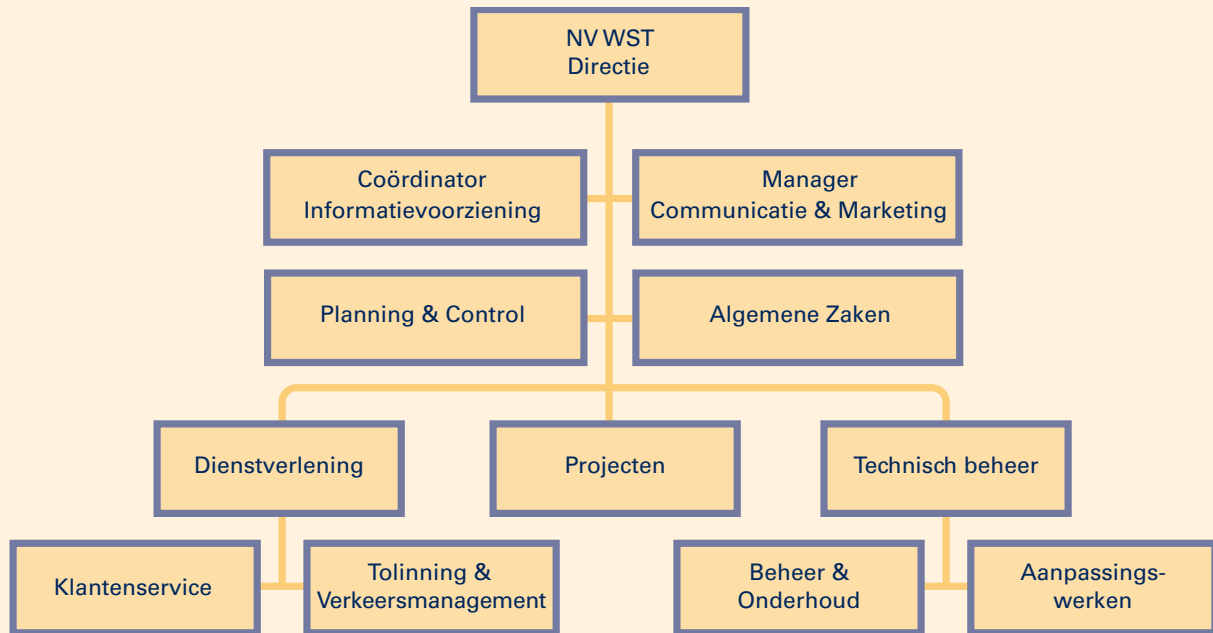 NV WST
Directie
Coördinator
Informatievoorziening
Manager
Communicatie & Marketing
Planning & Control
Algemene Zaken
Dienstverlening
Projecten
Technisch beheer
Klantenservice
Tolinning &
Verkeersmanagement
Beheer &
Onderhoud
Aanpassings-
werken